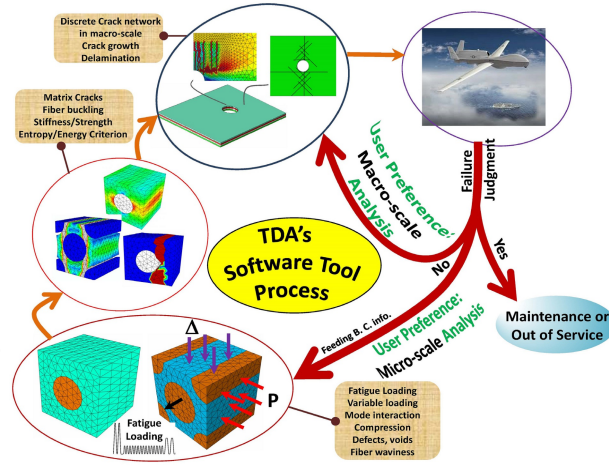 Discrete Crack network
in macro-scale
Crack growth
Delamination
Matrix Cracks
Fiber buckling
Stiffness/Strength
Entropy/Energy Criterion
User Preference:
Macro-scale
Analysis
Failure
Judgment
TDA's
Software Tool
Process
No
Yes
Maintenance or
Out of Service
Feeding B. C. info.
User Preference:
Micro-scale Analysis
Δ
P
Fatigue
Loading
Fatigue Loading
Variable loading
Mode interaction
Compression
Defects, voids
Fiber waviness